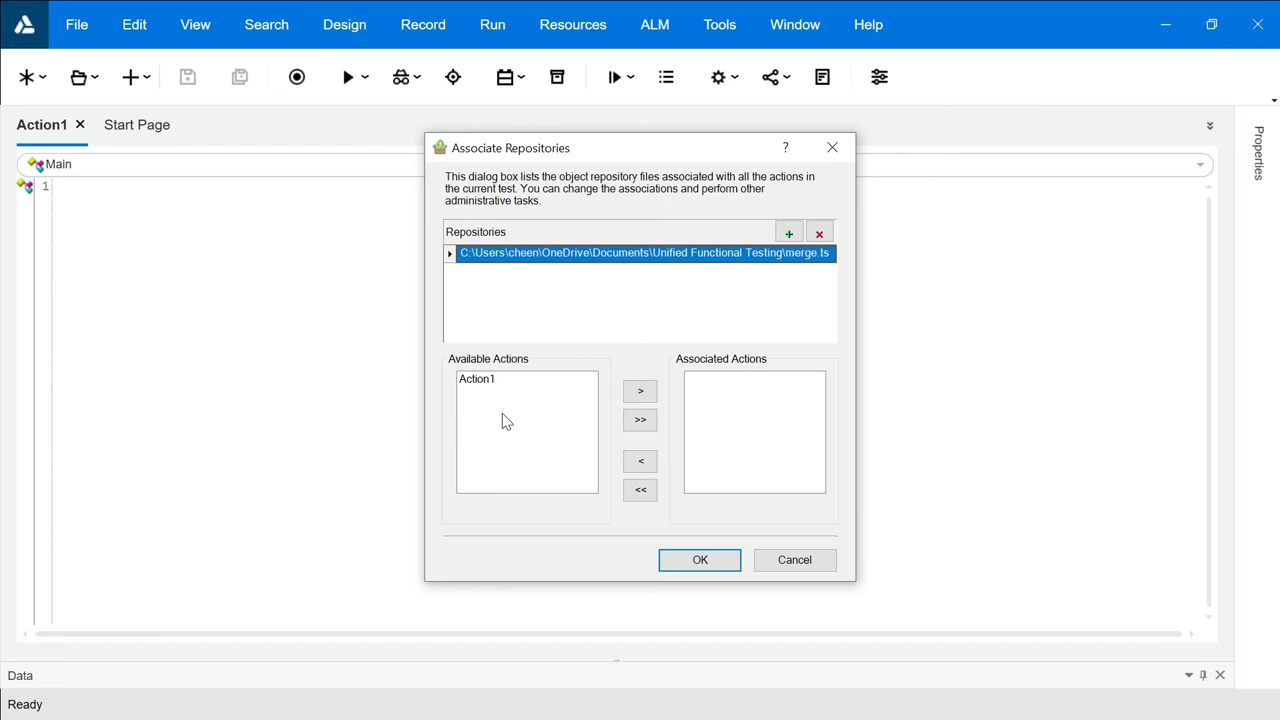 File Edit View Search Design Record Run Resources ALM Tools Window Help
Action1 Start Page
Main
1
Properties
Associate Repositories ?
This dialog box lists the object repository files associated with all the actions in
the current test. You can change the associations and perform other
administrative tasks.
Repositories
C:\Users\cheen\OneDrive\Documents\Unified Functional Testing\merge.ts
Available Actions
Action1
>
>>
<
<<
Associated Actions
OK Cancel
Data
Ready